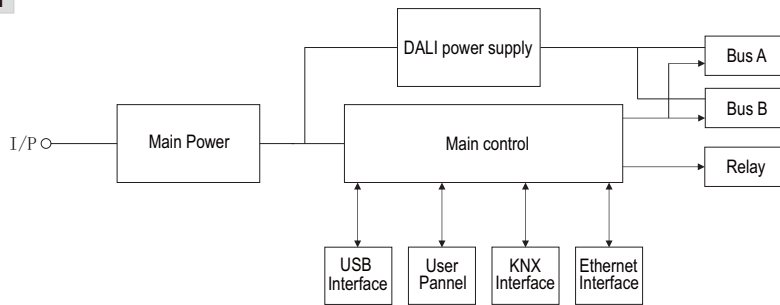 DALI power supply
Bus A
Bus B
I/P
Main Power
Main control
Relay
USB
Interface
User
Pannel
KNX
Interface
Ethernet
Interface